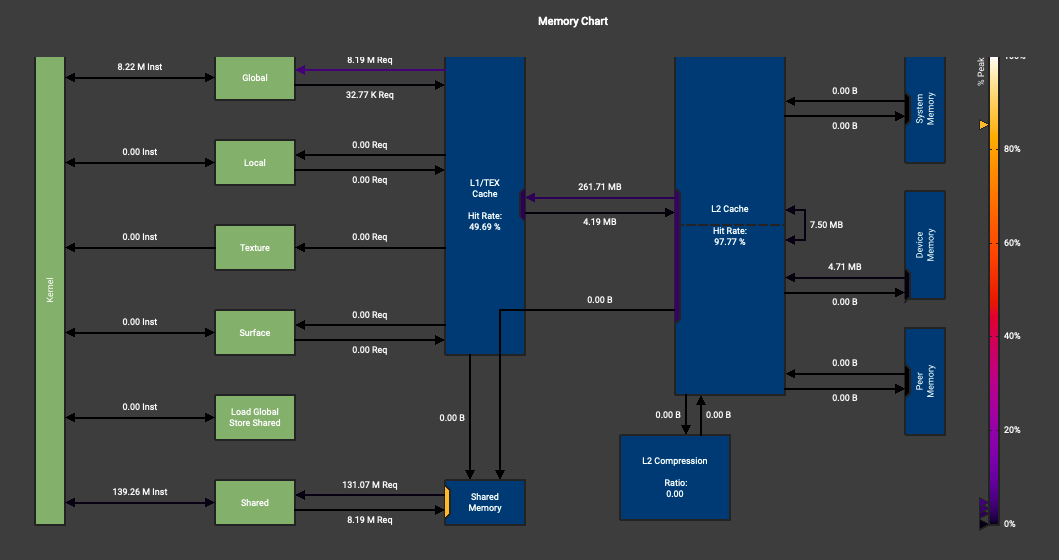 Memory Chart
8.22 M Inst
Global
8.19 M Req
32.77 K Req
0.00 Inst
Local
0.00 Req
0.00 Req
0.00 Inst
Texture
0.00 Req
0.00 Inst
Surface
0.00 Req
0.00 Req
0.00 Inst
Load Global
Store Shared
139.26 M Inst
Shared
131.07 M Req
8.19 M Req
Kernel
L1/TEX
Cache
Hit Rate:
49.69 %
261.71 MB
4.19 MB
0.00 B
0.00 B
Shared
Memory
L2 Cache
Hit Rate:
97.77 %
7.50 MB
0.00 B
0.00 B
4.71 MB
0.00 B
0.00 B
0.00 B
0.00 B
0.00 B
L2 Compression
Ratio:
0.00
System
Memory
Device
Memory
Peer
Memory
% Peak
100%
80%
60%
40%
20%
0%